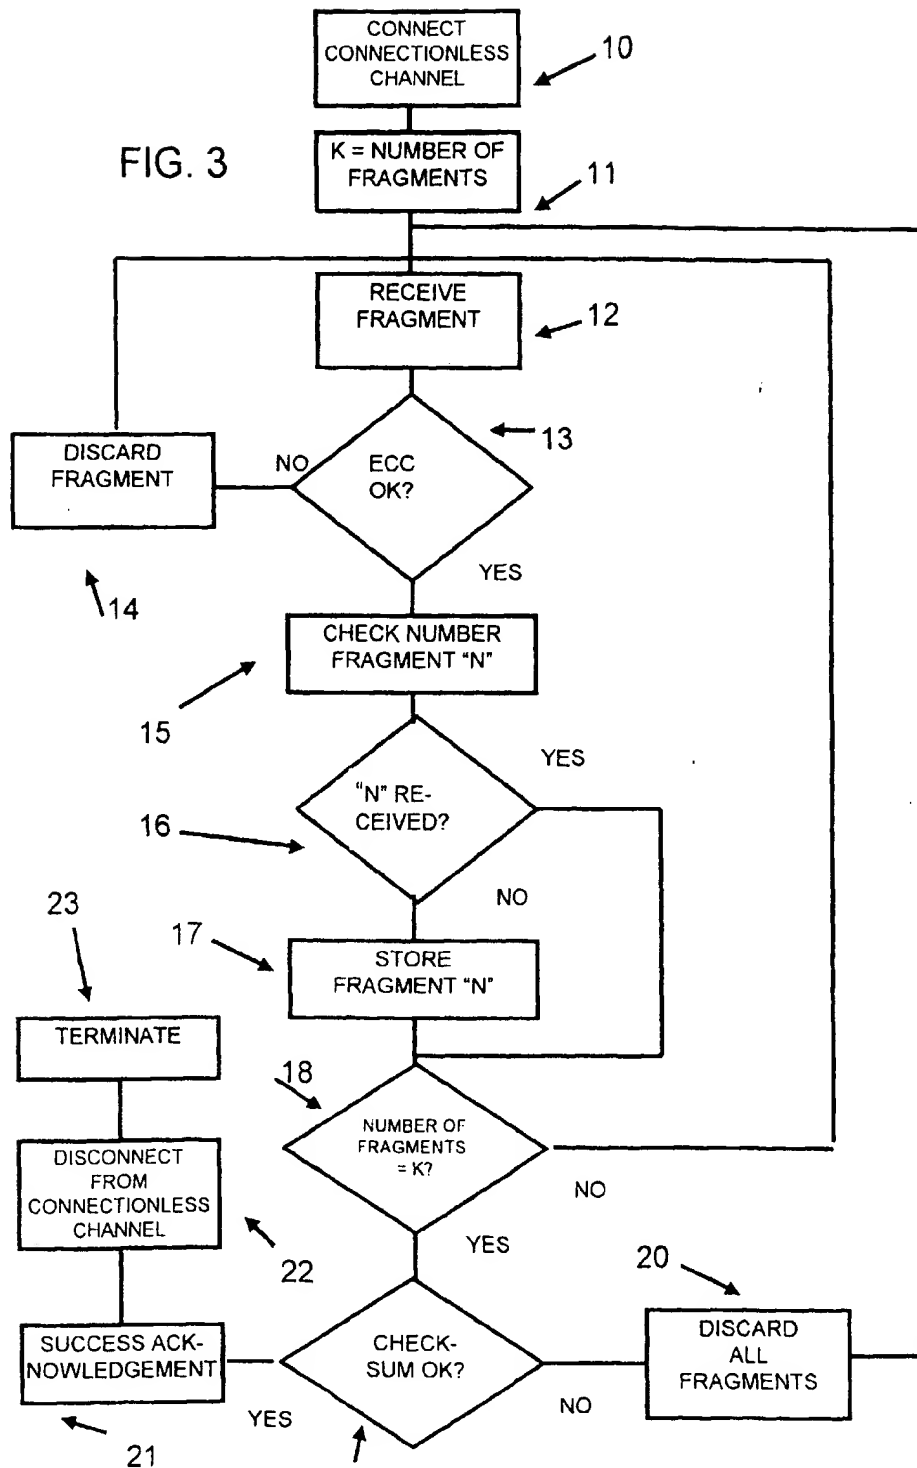 CONNECT
CONNECTIONLESS
CHANNEL
10
FIG. 3
K = NUMBER OF
FRAGMENTS
11
RECEIVE
FRAGMENT
12
13
DISCARD
FRAGMENT
NO
ECC
OK?
YES
14
CHECK NUMBER
FRAGMENT "N"
15
YES
"N" RE-
CEIVED?
16
NO
23
17
STORE
FRAGMENT "N"
TERMINATE
18
NUMBER OF
FRAGMENTS
= K?
NO
DISCONNECT
FROM
CONNECTIONLESS
CHANNEL
22
YES
20
SUCCESS ACK-
NOWLEDGEMENT
CHECK-
SUM OK?
DISCARD
ALL
FRAGMENTS
YES
NO
21